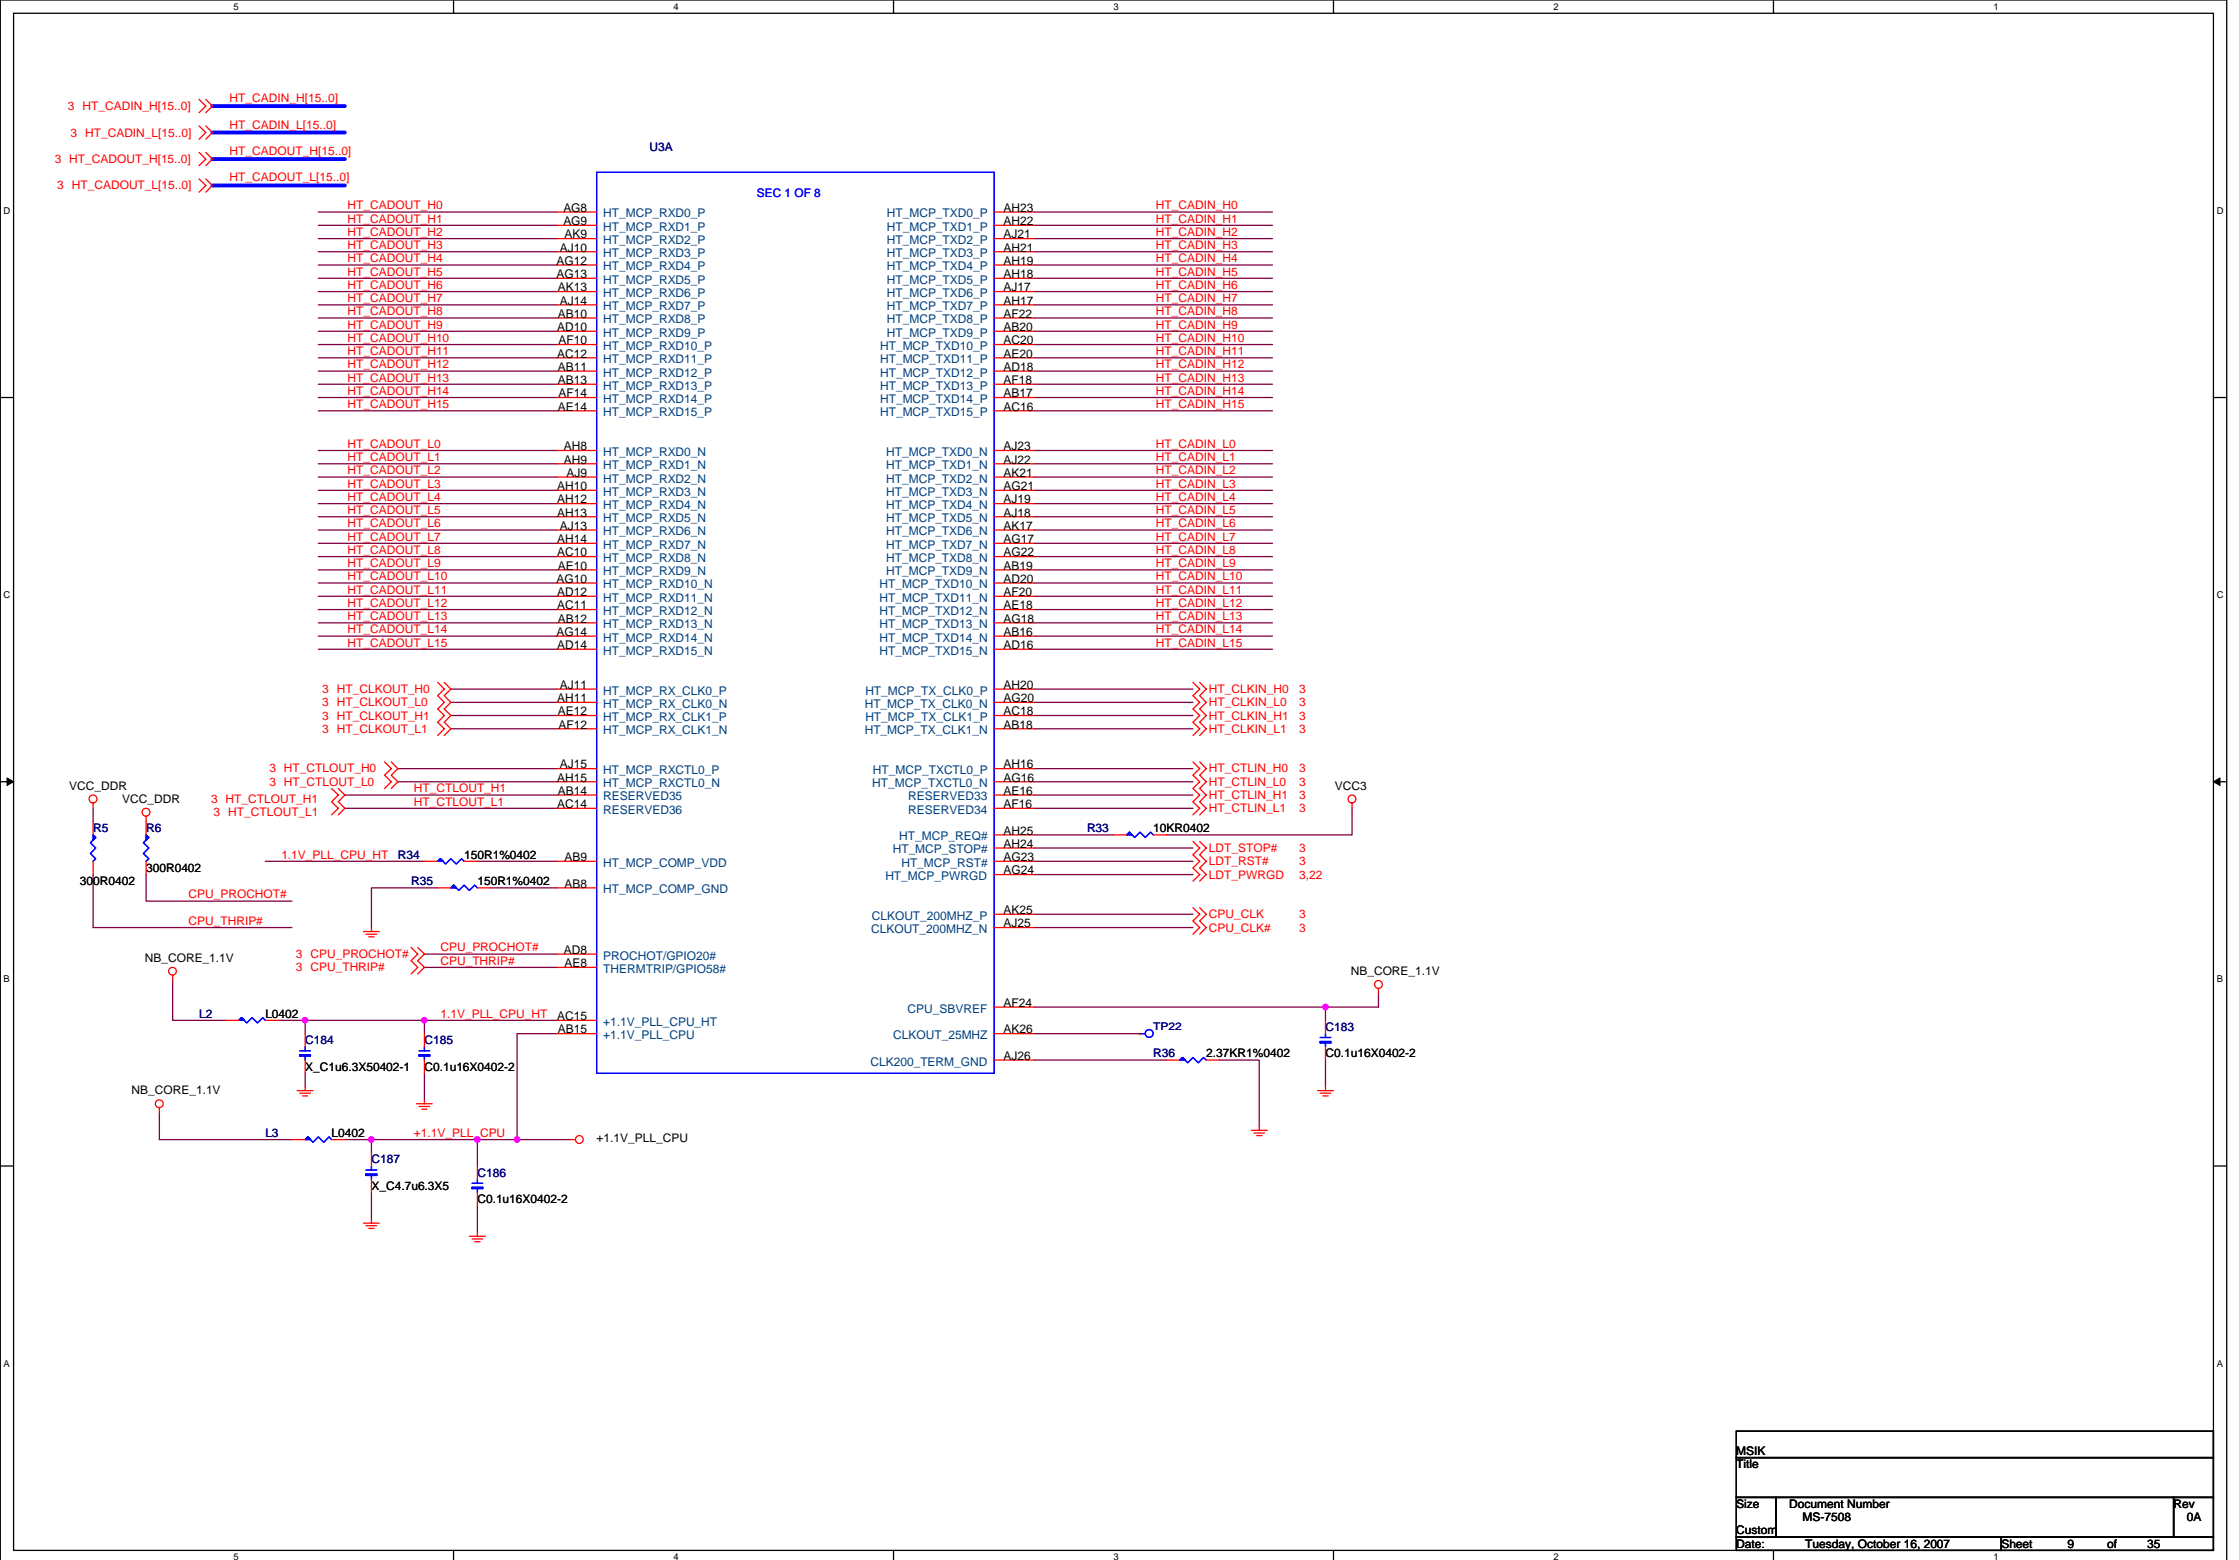 5 4 3 2 1
3 HT_CADIN_H[15..0] HT_CADIN_H[15..0]
3 HT_CADIN_L[15..0] HT_CADIN_L[15..0]
3 HT_CADOUT_H[15..0] HT_CADOUT_H[15..0]
3 HT_CADOUT_L[15..0] HT_CADOUT_L[15..0]
U3A
SEC 1 OF 8
D D
HT_CADOUT_H0 AG8 HT_MCP_RXD0_P HT_MCP_TXD0_P AH23 HT_CADIN_H0
HT_CADOUT_H1 AG9 HT_MCP_RXD1_P HT_MCP_TXD1_P AH22 HT_CADIN_H1
HT_CADOUT_H2 AK9 HT_MCP_RXD2_P HT_MCP_TXD2_P AJ21 HT_CADIN_H2
HT_CADOUT_H3 AJ10 HT_MCP_RXD3_P HT_MCP_TXD3_P AH21 HT_CADIN_H3
HT_CADOUT_H4 AG12 HT_MCP_RXD4_P HT_MCP_TXD4_P AH19 HT_CADIN_H4
HT_CADOUT_H5 AG13 HT_MCP_RXD5_P HT_MCP_TXD5_P AH18 HT_CADIN_H5
HT_CADOUT_H6 AK13 HT_MCP_RXD6_P HT_MCP_TXD6_P AJ17 HT_CADIN_H6
HT_CADOUT_H7 AJ14 HT_MCP_RXD7_P HT_MCP_TXD7_P AH17 HT_CADIN_H7
HT_CADOUT_H8 AB10 HT_MCP_RXD8_P HT_MCP_TXD8_P AF22 HT_CADIN_H8
HT_CADOUT_H9 AD10 HT_MCP_RXD9_P HT_MCP_TXD9_P AB20 HT_CADIN_H9
HT_CADOUT_H10 AF10 HT_MCP_RXD10_P HT_MCP_TXD10_P AC20 HT_CADIN_H10
HT_CADOUT_H11 AC12 HT_MCP_RXD11_P HT_MCP_TXD11_P AE20 HT_CADIN_H11
HT_CADOUT_H12 AB11 HT_MCP_RXD12_P HT_MCP_TXD12_P AD18 HT_CADIN_H12
HT_CADOUT_H13 AB13 HT_MCP_RXD13_P HT_MCP_TXD13_P AF18 HT_CADIN_H13
HT_CADOUT_H14 AF14 HT_MCP_RXD14_P HT_MCP_TXD14_P AB17 HT_CADIN_H14
HT_CADOUT_H15 AE14 HT_MCP_RXD15_P HT_MCP_TXD15_P AC16 HT_CADIN_H15
HT_CADOUT_L0 AH8 HT_MCP_RXD0_N HT_MCP_TXD0_N AJ23 HT_CADIN_L0
HT_CADOUT_L1 AH9 HT_MCP_RXD1_N HT_MCP_TXD1_N AJ22 HT_CADIN_L1
HT_CADOUT_L2 AJ9 HT_MCP_RXD2_N HT_MCP_TXD2_N AK21 HT_CADIN_L2
HT_CADOUT_L3 AH10 HT_MCP_RXD3_N HT_MCP_TXD3_N AG21 HT_CADIN_L3
HT_CADOUT_L4 AH12 HT_MCP_RXD4_N HT_MCP_TXD4_N AJ19 HT_CADIN_L4
HT_CADOUT_L5 AH13 HT_MCP_RXD5_N HT_MCP_TXD5_N AJ18 HT_CADIN_L5
HT_CADOUT_L6 AJ13 HT_MCP_RXD6_N HT_MCP_TXD6_N AK17 HT_CADIN_L6
HT_CADOUT_L7 AH14 HT_MCP_RXD7_N HT_MCP_TXD7_N AG17 HT_CADIN_L7
HT_CADOUT_L8 AC10 HT_MCP_RXD8_N HT_MCP_TXD8_N AG22 HT_CADIN_L8
HT_CADOUT_L9 AE10 HT_MCP_RXD9_N HT_MCP_TXD9_N AB19 HT_CADIN_L9
HT_CADOUT_L10 AG10 HT_MCP_RXD10_N HT_MCP_TXD10_N AD20 HT_CADIN_L10
C C
HT_CADOUT_L11 AD12 HT_MCP_RXD11_N HT_MCP_TXD11_N AF20 HT_CADIN_L11
HT_CADOUT_L12 AC11 HT_MCP_RXD12_N HT_MCP_TXD12_N AE18 HT_CADIN_L12
HT_CADOUT_L13 AB12 HT_MCP_RXD13_N HT_MCP_TXD13_N AG18 HT_CADIN_L13
HT_CADOUT_L14 AG14 HT_MCP_RXD14_N HT_MCP_TXD14_N AB16 HT_CADIN_L14
HT_CADOUT_L15 AD14 HT_MCP_RXD15_N HT_MCP_TXD15_N AD16 HT_CADIN_L15
3 HT_CLKOUT_H0 AJ11 HT_MCP_RX_CLK0_P HT_MCP_TX_CLK0_P AH20 HT_CLKIN_H0 3
3 HT_CLKOUT_L0 AH11 HT_MCP_RX_CLK0_N HT_MCP_TX_CLK0_N AG20 HT_CLKIN_L0 3
3 HT_CLKOUT_H1 AE12 HT_MCP_RX_CLK1_P HT_MCP_TX_CLK1_P AC18 HT_CLKIN_H1 3
3 HT_CLKOUT_L1 AF12 HT_MCP_RX_CLK1_N HT_MCP_TX_CLK1_N AB18 HT_CLKIN_L1 3
3 HT_CTLOUT_H0 AJ15 HT_MCP_RXCTL0_P HT_MCP_TXCTL0_P AH16 HT_CTLIN_H0 3
3 HT_CTLOUT_L0 AH15 HT_MCP_RXCTL0_N HT_MCP_TXCTL0_N AG16 HT_CTLIN_L0 3
3 HT_CTLOUT_H1 HT_CTLOUT_H1 AB14 RESERVED35 RESERVED33 AE16 HT_CTLIN_H1 3
3 HT_CTLOUT_L1 HT_CTLOUT_L1 AC14 RESERVED36 RESERVED34 AF16 HT_CTLIN_L1 3
VCC_DDR VCC_DDR VCC3
R5 R6 HT_MCP_REQ# AH25 R33 10KR0402
HT_MCP_STOP# AH24 LDT_STOP# 3
1.1V_PLL_CPU_HT R34 150R1%0402 AB9 HT_MCP_COMP_VDD HT_MCP_RST# AG23 LDT_RST# 3
300R0402 300R0402 HT_MCP_PWRGD AG24 LDT_PWRGD 3,22
R35 150R1%0402 AB8 HT_MCP_COMP_GND
CPU_PROCHOT#
CPU_THRIP#
CLKOUT_200MHZ_P AK25 CPU_CLK 3
CLKOUT_200MHZ_N AJ25 CPU_CLK# 3
3 CPU_PROCHOT# CPU_PROCHOT# AD8 PROCHOT/GPIO20#
3 CPU_THRIP# CPU_THRIP# AE8 THERMTRIP/GPIO58#
NB_CORE_1.1V NB_CORE_1.1V
B B
CPU_SBVREF AF24
L2 L0402 1.1V_PLL_CPU_HT AC15 +1.1V_PLL_CPU_HT
AB15 +1.1V_PLL_CPU CLKOUT_25MHZ AK26 TP22
C184 C185 C183
X_C1u6.3X50402-1 C0.1u16X0402-2 CLK200_TERM_GND AJ26 R36 2.37KR1%0402 C0.1u16X0402-2
NB_CORE_1.1V
L3 L0402 +1.1V_PLL_CPU +1.1V_PLL_CPU
C187 C186
X_C4.7u6.3X5 C0.1u16X0402-2
A A
MSIK
Title
Size Document Number Rev
Custom MS-7508 0A
Date: Tuesday, October 16, 2007 Sheet 9 of 35
5 4 3 2 1